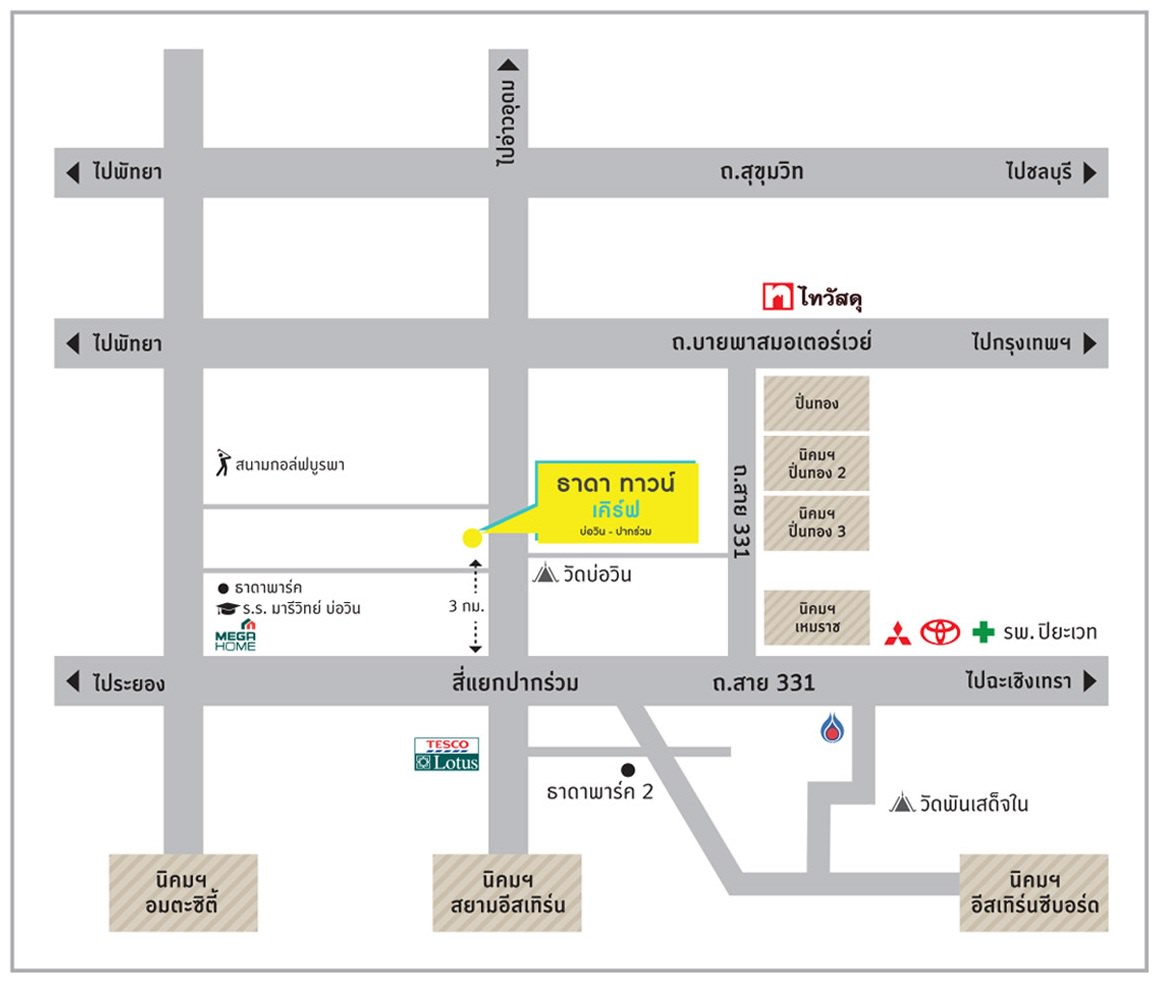 ไปอ่าวอุดม
ไปพัทยา
ถ.สุขุมวิท
ไปชลบุรี
ไทวัสดุ
ไปพัทยา
ถ.บายพาสมอเตอร์เวย์
ไปกรุงเทพฯ
ปิ่นทอง
สนามกอล์ฟบูรพา
ธาดา ทาวน์
เคิร์ฟ
บ่อวิน - ปากร่วม
ถ.สาย 331
นิคมฯ
ปิ่นทอง 2
นิคมฯ
ปิ่นทอง 3
วัดบ่อวิน
ธาดาพาร์ค
ร.ร. มารีวิทย์ บ่อวิน
MEGA
HOME
3 กม.
นิคมฯ
เหมราช
รพ. ปิยะเวท
ไประยอง
สี่แยกปากร่วม
ถ.สาย 331
ไปฉะเชิงเทรา
TESCO
Lotus
ธาดาพาร์ค 2
วัดพันเสด็จใน
นิคมฯ
อมตะซิตี้
นิคมฯ
สยามอีสเทิร์น
นิคมฯ
อีสเทิร์นซีบอร์ด